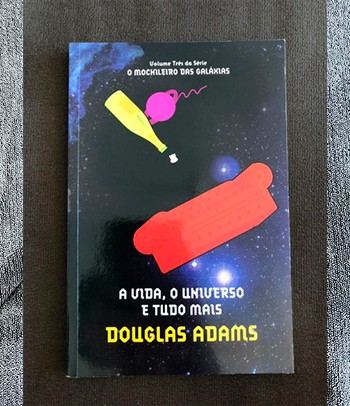 Volume Três da Série
O MOCHILEIRO DAS GALÁXIAS
A VIDA, O UNIVERSO
E TUDO MAIS
DOUGLAS ADAMS